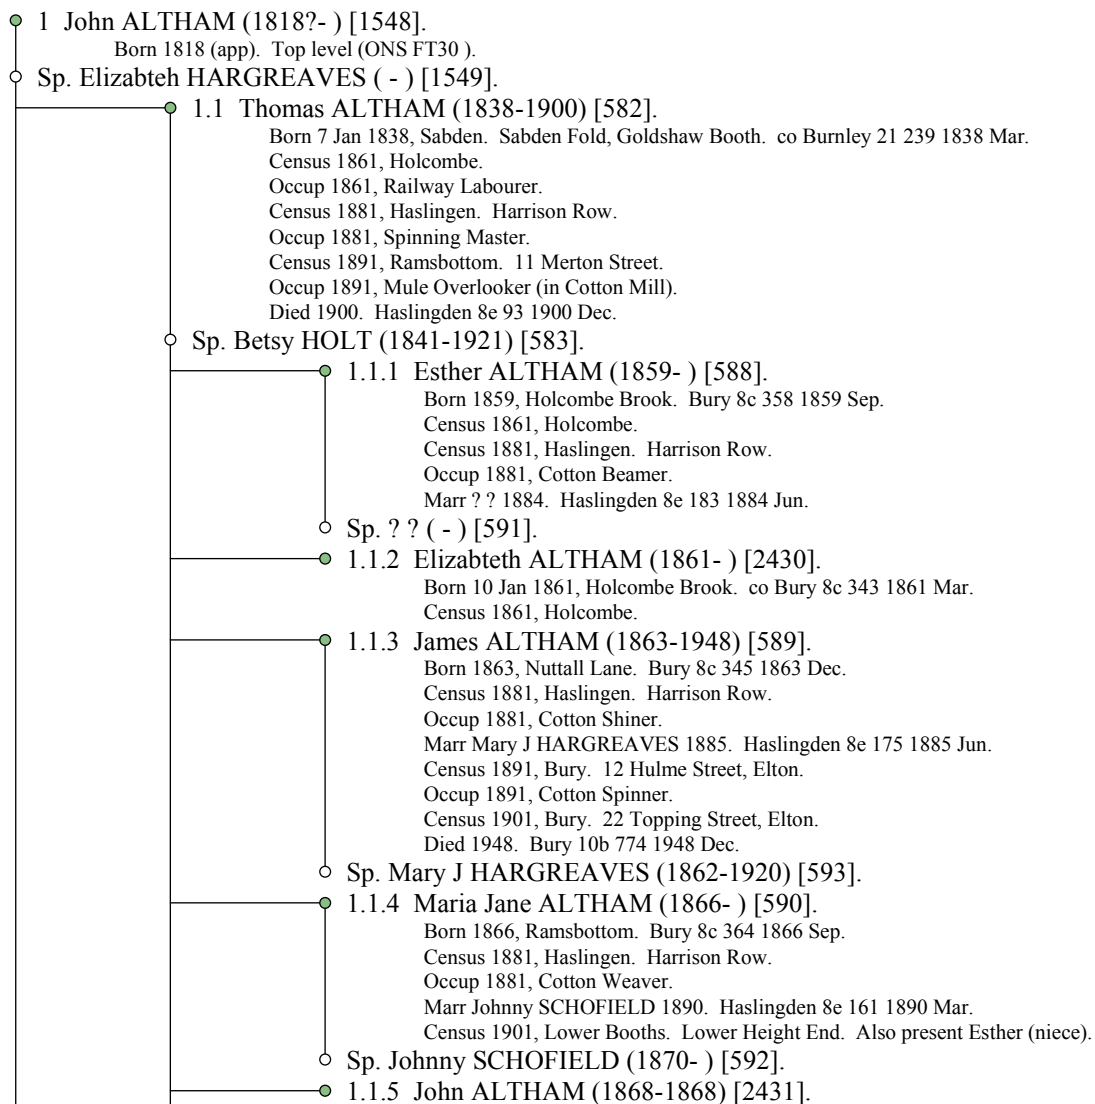 1 John ALTHAM (1818?- ) [1548].
Born 1818 (app). Top level (ONS FT30 ).
Sp. Elizabteh HARGREAVES ( - ) [1549].
1.1 Thomas ALTHAM (1838-1900) [582].
Born 7 Jan 1838, Sabden. Sabden Fold, Goldshaw Booth. co Burnley 21 239 1838 Mar.
Census 1861, Holcombe.
Occup 1861, Railway Labourer.
Census 1881, Haslingen. Harrison Row.
Occup 1881, Spinning Master.
Census 1891, Ramsbottom. 11 Merton Street.
Occup 1891, Mule Overlooker (in Cotton Mill).
Died 1900. Haslingden 8e 93 1900 Dec.
Sp. Betsy HOLT (1841-1921) [583].
1.1.1 Esther ALTHAM (1859- ) [588].
Born 1859, Holcombe Brook. Bury 8c 358 1859 Sep.
Census 1861, Holcombe.
Census 1881, Haslingen. Harrison Row.
Occup 1881, Cotton Beamer.
Marr ? ? 1884. Haslingden 8e 183 1884 Jun.
Sp. ? ? ( - ) [591].
1.1.2 Elizabteth ALTHAM (1861- ) [2430].
Born 10 Jan 1861, Holcombe Brook. co Bury 8c 343 1861 Mar.
Census 1861, Holcombe.
1.1.3 James ALTHAM (1863-1948) [589].
Born 1863, Nuttall Lane. Bury 8c 345 1863 Dec.
Census 1881, Haslingen. Harrison Row.
Occup 1881, Cotton Shiner.
Marr Mary J HARGREAVES 1885. Haslingden 8e 175 1885 Jun.
Census 1891, Bury. 12 Hulme Street, Elton.
Occup 1891, Cotton Spinner.
Census 1901, Bury. 22 Topping Street, Elton.
Died 1948. Bury 10b 774 1948 Dec.
Sp. Mary J HARGREAVES (1862-1920) [593].
1.1.4 Maria Jane ALTHAM (1866- ) [590].
Born 1866, Ramsbottom. Bury 8c 364 1866 Sep.
Census 1881, Haslingen. Harrison Row.
Occup 1881, Cotton Weaver.
Marr Johnny SCHOFIELD 1890. Haslingden 8e 161 1890 Mar.
Census 1901, Lower Booths. Lower Height End. Also present Esther (niece).
Sp. Johnny SCHOFIELD (1870- ) [592].
1.1.5 John ALTHAM (1868-1868) [2431].